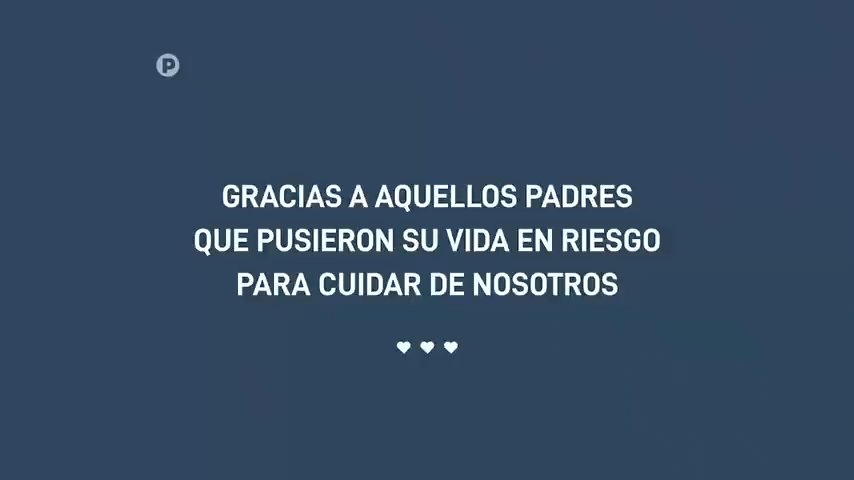 P
GRACIAS A AQUELLOS PADRES
QUE PUSIERON SU VIDA EN RIESGO
PARA CUIDAR DE NOSOTROS